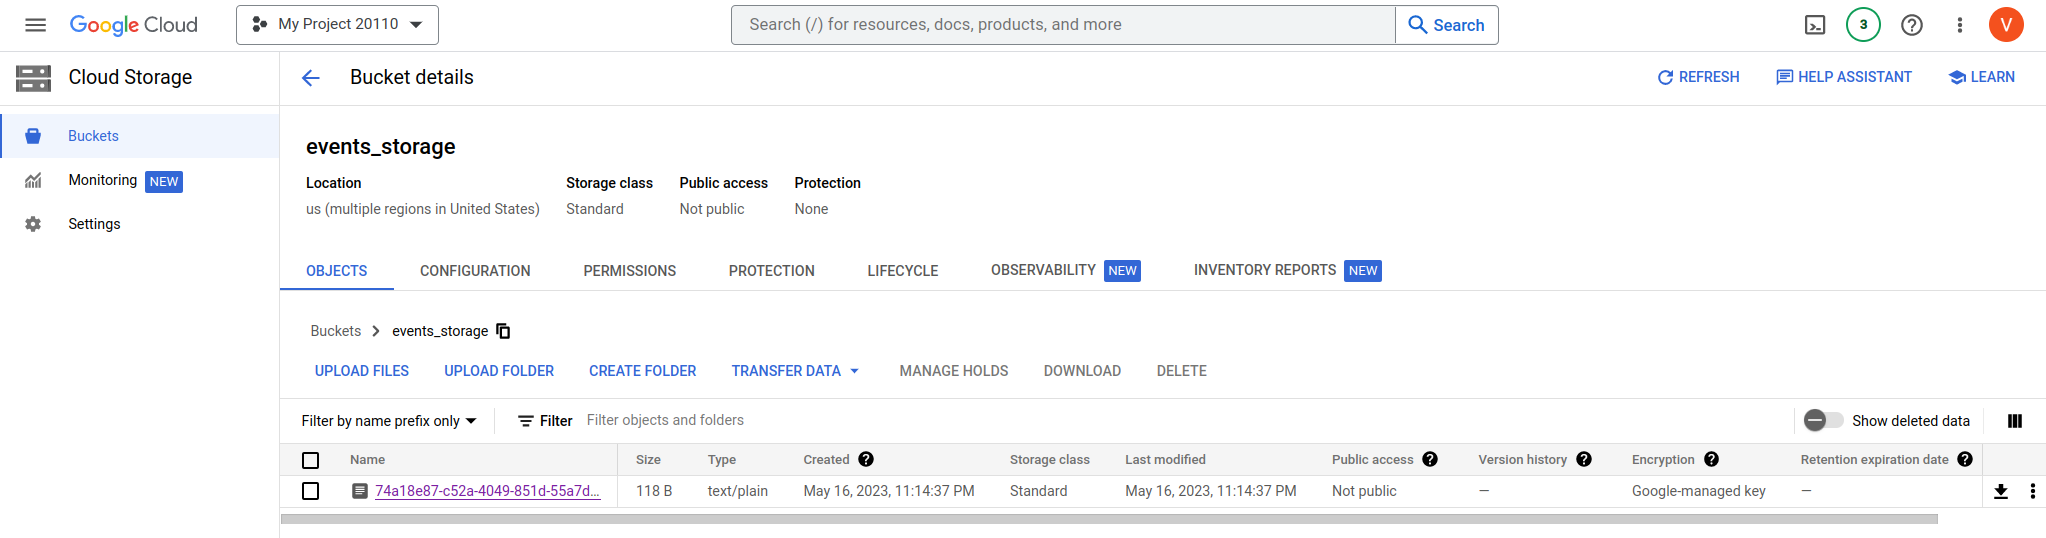 Google Cloud My Project 20110 Search (/) for resources, docs, products, and more Search 3 V
Cloud Storage
Bucket details REFRESH HELP ASSISTANT LEARN
Buckets
Monitoring NEW
Settings
events_storage
Location Storage class Public access Protection
us (multiple regions in United States) Standard Not public None
OBJECTS CONFIGURATION PERMISSIONS PROTECTION LIFECYCLE OBSERVABILITY NEW INVENTORY REPORTS NEW
Buckets > events_storage
UPLOAD FILES UPLOAD FOLDER CREATE FOLDER TRANSFER DATA MANAGE HOLDS DOWNLOAD DELETE
Filter by name prefix only Filter Filter objects and folders Show deleted data
Name Size Type Created ? Storage class Last modified Public access ? Version history ? Encryption ? Retention expiration date ?
74a18e87-c52a-4049-851d-55a7d... 118 B text/plain May 16, 2023, 11:14:37 PM Standard May 16, 2023, 11:14:37 PM Not public — Google-managed key —